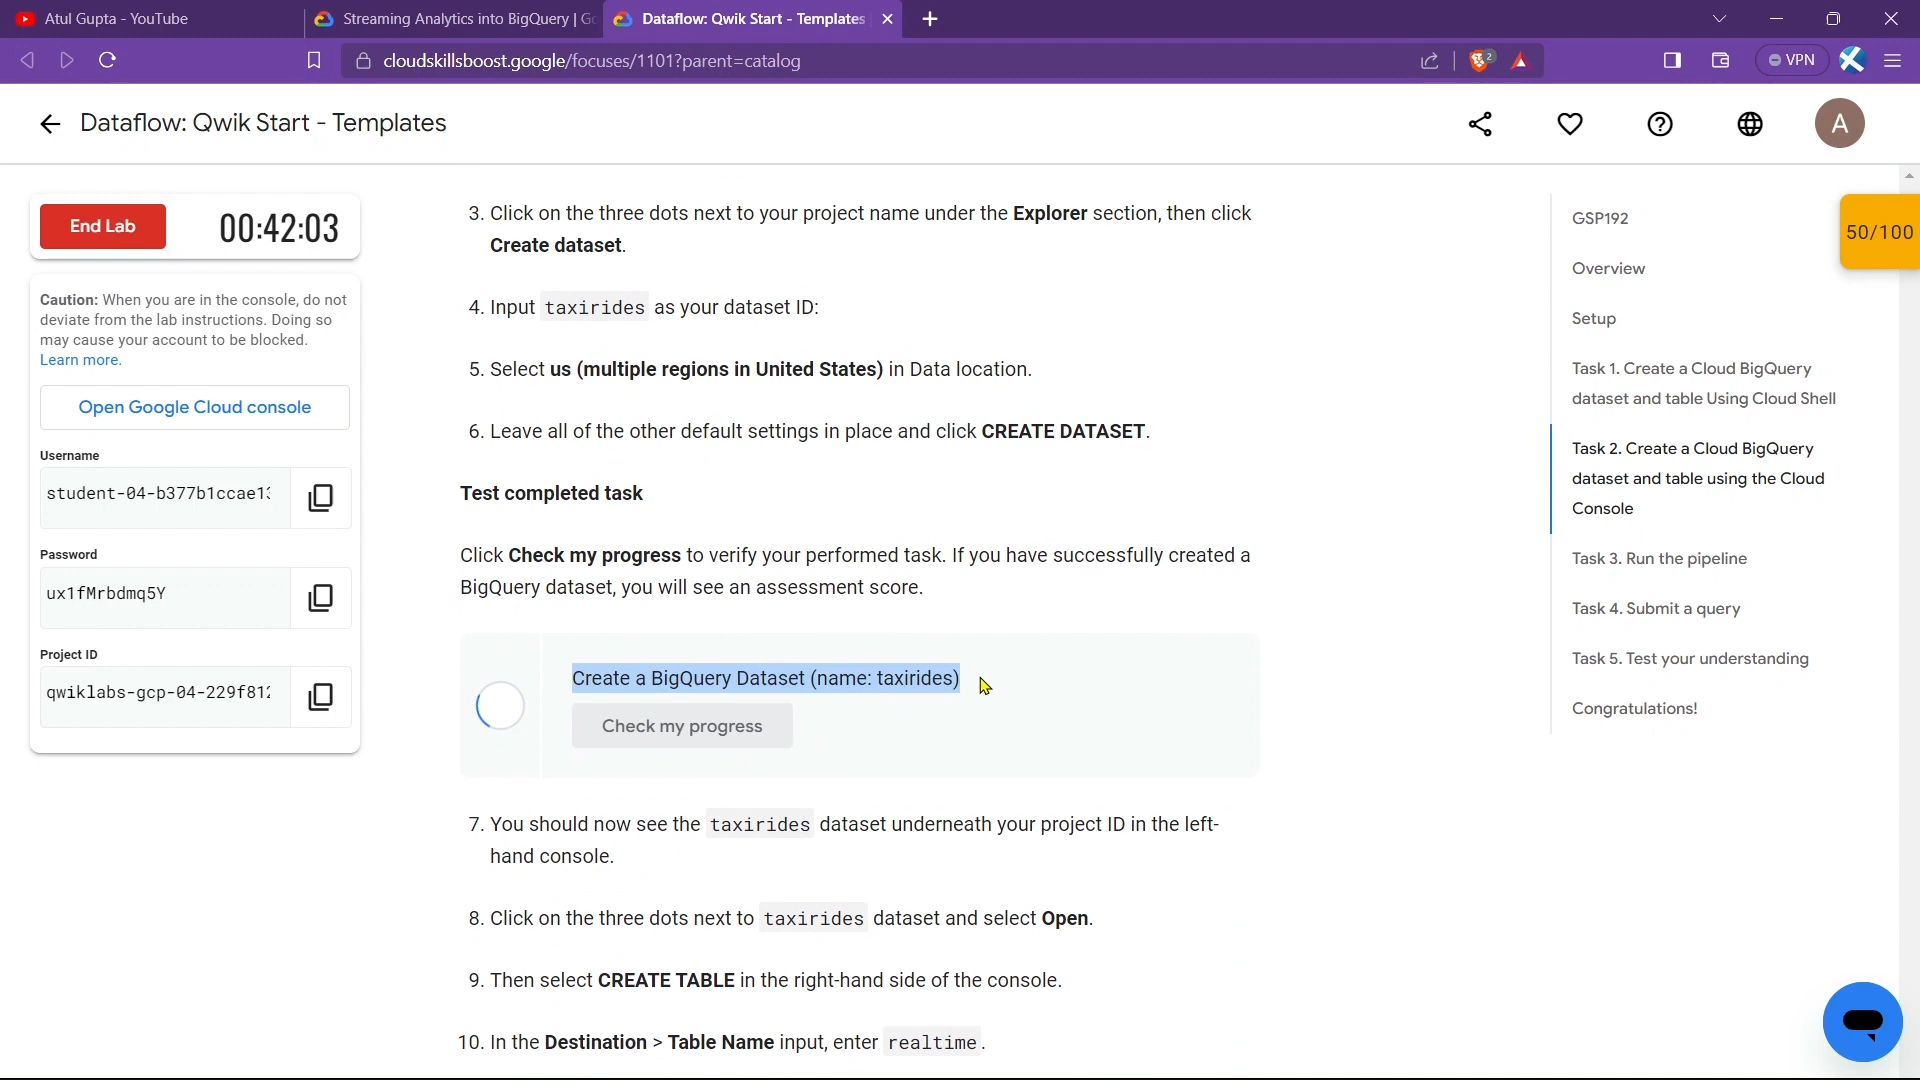 Atul Gupta - YouTube
Streaming Analytics into BigQuery | Go
Dataflow: Qwik Start - Templates
cloudskillsboost.google/focuses/1101?parent=catalog
2
VPN
Dataflow: Qwik Start - Templates
A
End Lab
00:42:03
Caution: When you are in the console, do not
deviate from the lab instructions. Doing so
may cause your account to be blocked.
Learn more.
Open Google Cloud console
Username
student-04-b377b1ccae13
Password
ux1fMrbdmq5Y
Project ID
qwiklabs-gcp-04-229f812
3. Click on the three dots next to your project name under the Explorer section, then click
Create dataset.
4. Input taxirides as your dataset ID:
5. Select us (multiple regions in United States) in Data location.
6. Leave all of the other default settings in place and click CREATE DATASET.
Test completed task
Click Check my progress to verify your performed task. If you have successfully created a
BigQuery dataset, you will see an assessment score.
Create a BigQuery Dataset (name: taxirides)
Check my progress
7. You should now see the taxirides dataset underneath your project ID in the left-
hand console.
8. Click on the three dots next to taxirides dataset and select Open.
9. Then select CREATE TABLE in the right-hand side of the console.
10. In the Destination > Table Name input, enter realtime.
GSP192
Overview
Setup
Task 1. Create a Cloud BigQuery
dataset and table Using Cloud Shell
Task 2. Create a Cloud BigQuery
dataset and table using the Cloud
Console
Task 3. Run the pipeline
Task 4. Submit a query
Task 5. Test your understanding
Congratulations!
50/100